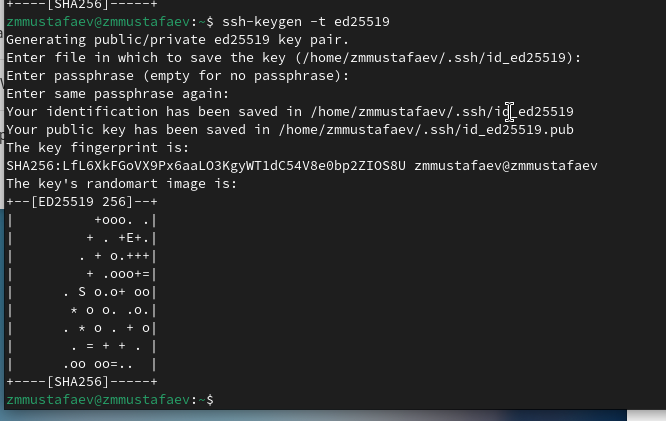 +----[SHA256]-----+
zmmustafaev@zmmustafaev:~$ ssh-keygen -t ed25519
Generating public/private ed25519 key pair.
Enter file in which to save the key (/home/zmmustafaev/.ssh/id_ed25519):
Enter passphrase (empty for no passphrase):
Enter same passphrase again:
Your identification has been saved in /home/zmmustafaev/.ssh/id_ed25519
Your public key has been saved in /home/zmmustafaev/.ssh/id_ed25519.pub
The key fingerprint is:
SHA256:LfL6XkFGoVX9Px6aaLO3KgyWT1dC54V8e0bp2ZIOS8U zmmustafaev@zmmustafaev
The key's randomart image is:
+--[ED25519 256]--+
|          +ooo. .|
|         + . +E+.|
|        . + o.+++|
|         + .ooo+=|
|      . S o.o+ oo|
|       * o o. .o.|
|      . * o . + o|
|       . = + + . |
|      .oo oo=..  |
+----[SHA256]-----+
zmmustafaev@zmmustafaev:~$